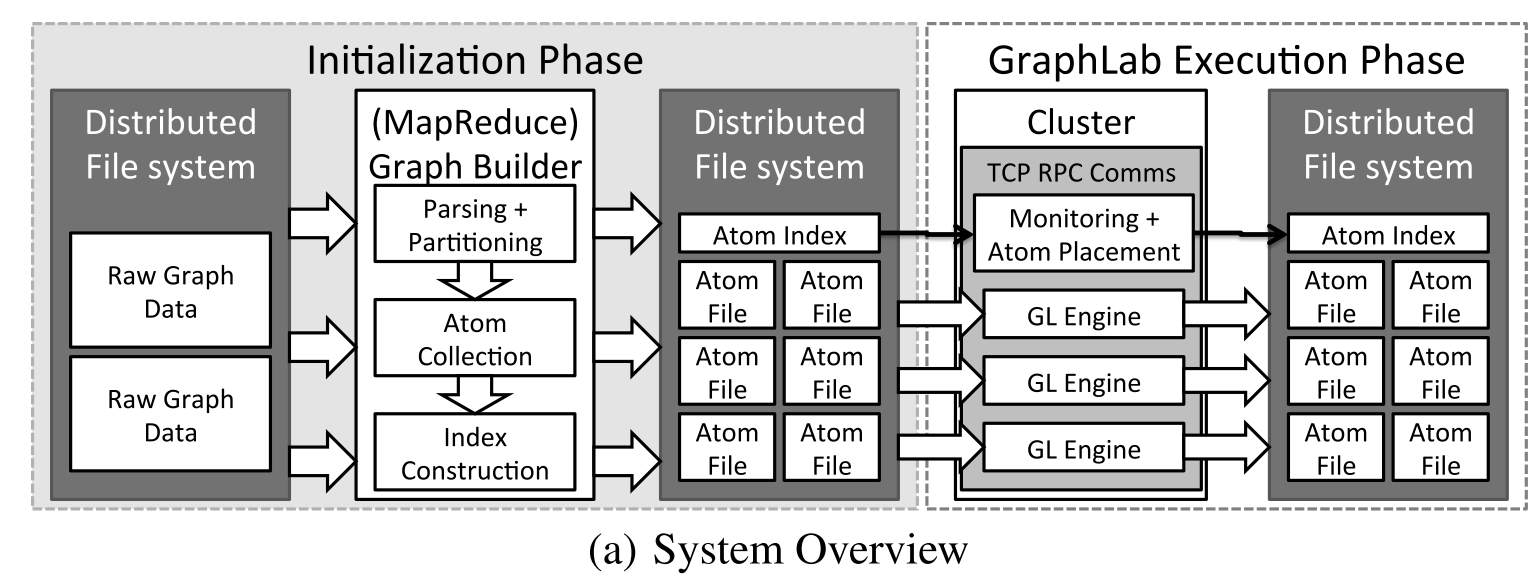 Initialization Phase
Distributed
File system
Raw Graph
Data
Raw Graph
Data
(MapReduce)
Graph Builder
Parsing +
Partitioning
Atom
Collection
Index
Construction
Distributed
File system
Atom Index
Atom
File
Atom
File
Atom
File
Atom
File
Atom
File
Atom
File
GraphLab Execution Phase
Cluster
TCP RPC Comms
Monitoring +
Atom Placement
GL Engine
GL Engine
GL Engine
Distributed
File system
Atom Index
Atom
File
Atom
File
Atom
File
Atom
File
Atom
File
Atom
File
(a) System Overview